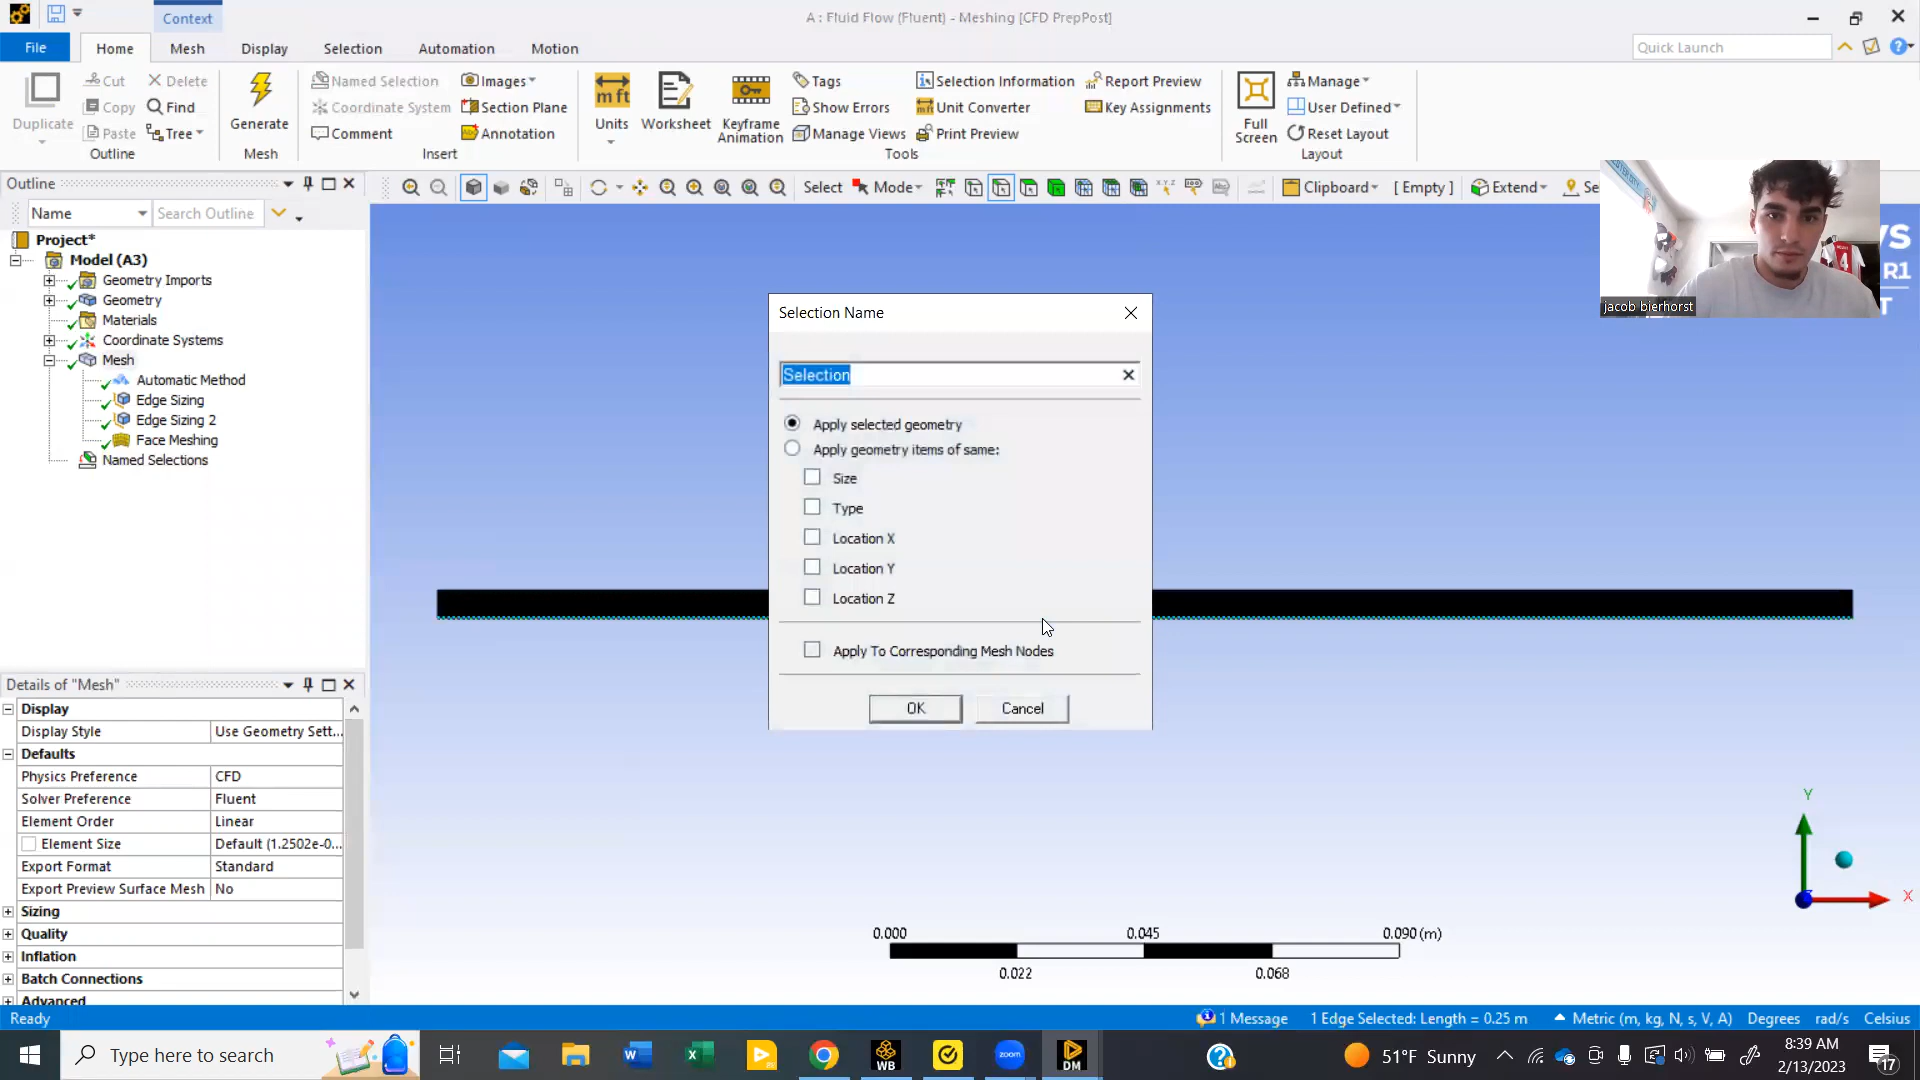 Context
A : Fluid Flow (Fluent) - Meshing [CFD PrepPost]
File
Home
Mesh
Display
Selection
Automation
Motion
Quick Launch
Duplicate
Cut
Copy
Paste
Delete
Find
Tree
Outline
Generate
Mesh
Named Selection
Coordinate System
Comment
Images
Section Plane
Annotation
Insert
m ft
Units
Worksheet
Keyframe
Animation
Tags
Show Errors
Manage Views
Selection Information
Unit Converter
Print Preview
Report Preview
Key Assignments
Tools
Full
Screen
Manage
User Defined
Reset Layout
Layout
Outline
Name
Search Outline
Select
Mode
Clipboard
[ Empty ]
Extend
Se
Project*
Model (A3)
Geometry Imports
Geometry
Materials
Coordinate Systems
Mesh
Automatic Method
Edge Sizing
Edge Sizing 2
Face Meshing
Named Selections
YS
R1
T
jacob bierhorst
Selection Name
Selection
Apply selected geometry
Apply geometry items of same:
Size
Type
Location X
Location Y
Location Z
Apply To Corresponding Mesh Nodes
OK
Cancel
Details of "Mesh"
Display
Display Style Use Geometry Sett...
Defaults
Physics Preference CFD
Solver Preference Fluent
Element Order Linear
Element Size Default (1.2502e-0...
Export Format Standard
Export Preview Surface Mesh No
Sizing
Quality
Inflation
Batch Connections
Advanced
Y
X
0.000 0.045 0.090 (m)
0.022 0.068
Ready
1 Message
1 Edge Selected: Length = 0.25 m
Metric (m, kg, N, s, V, A)
Degrees
rad/s
Celsius
Type here to search
WB
zoom
DM
51°F Sunny
8:39 AM
2/13/2023
17